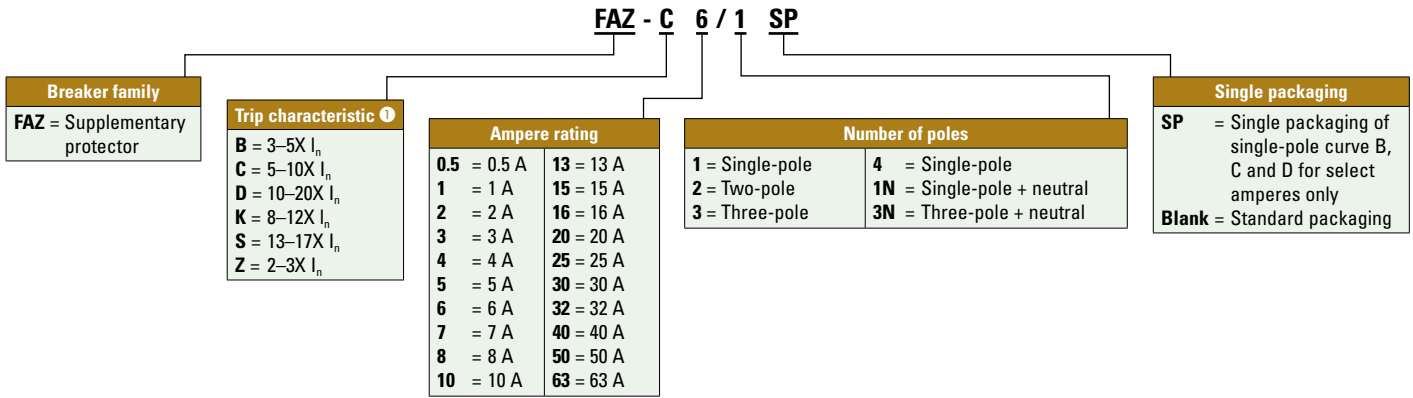 FAZ - C 6 / 1 SP
Breaker family
FAZ = Supplementary
protector
Trip characteristic ❶
B = 3–5X Iₙ
C = 5–10X Iₙ
D = 10–20X Iₙ
K = 8–12X Iₙ
S = 13–17X Iₙ
Z = 2–3X Iₙ
Ampere rating
0.5 = 0.5 A
1 = 1 A
2 = 2 A
3 = 3 A
4 = 4 A
5 = 5 A
6 = 6 A
7 = 7 A
8 = 8 A
10 = 10 A
13 = 13 A
15 = 15 A
16 = 16 A
20 = 20 A
25 = 25 A
30 = 30 A
32 = 32 A
40 = 40 A
50 = 50 A
63 = 63 A
Number of poles
1 = Single-pole
2 = Two-pole
3 = Three-pole
4 = Single-pole
1N = Single-pole + neutral
3N = Three-pole + neutral
Single packaging
SP = Single packaging of
single-pole curve B,
C and D for select
amperes only
Blank = Standard packaging